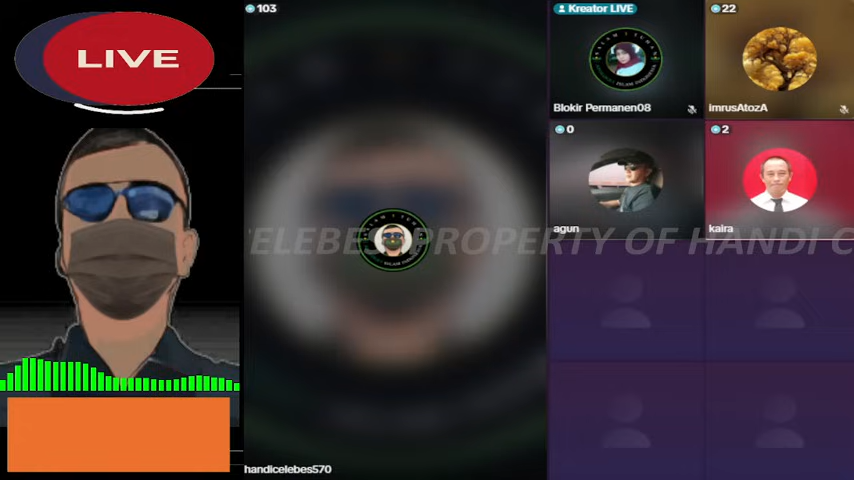 LIVE
103
Kreator LIVE
22
Blokir Permanen08
imrusAtozA
0
2
agun
kaira
ELEBES PROPERTY OF HANDI C
handicelebes570